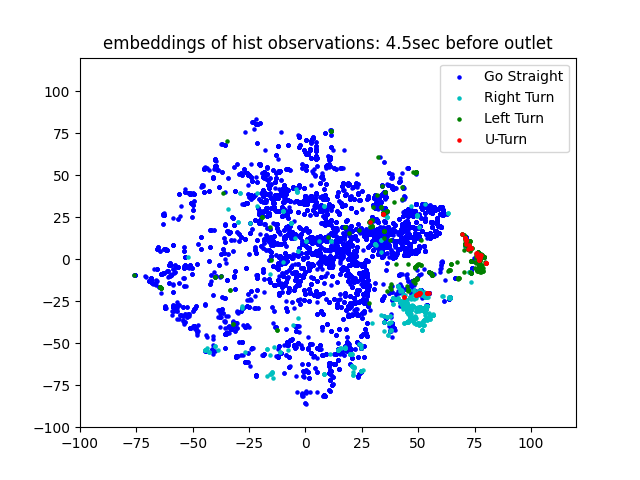 embeddings of hist observations: 4.5sec before outlet
Go Straight
Right Turn
Left Turn
U-Turn
100
75
50
25
0
−25
−50
−75
−100
−100 −75 −50 −25 0 25 50 75 100